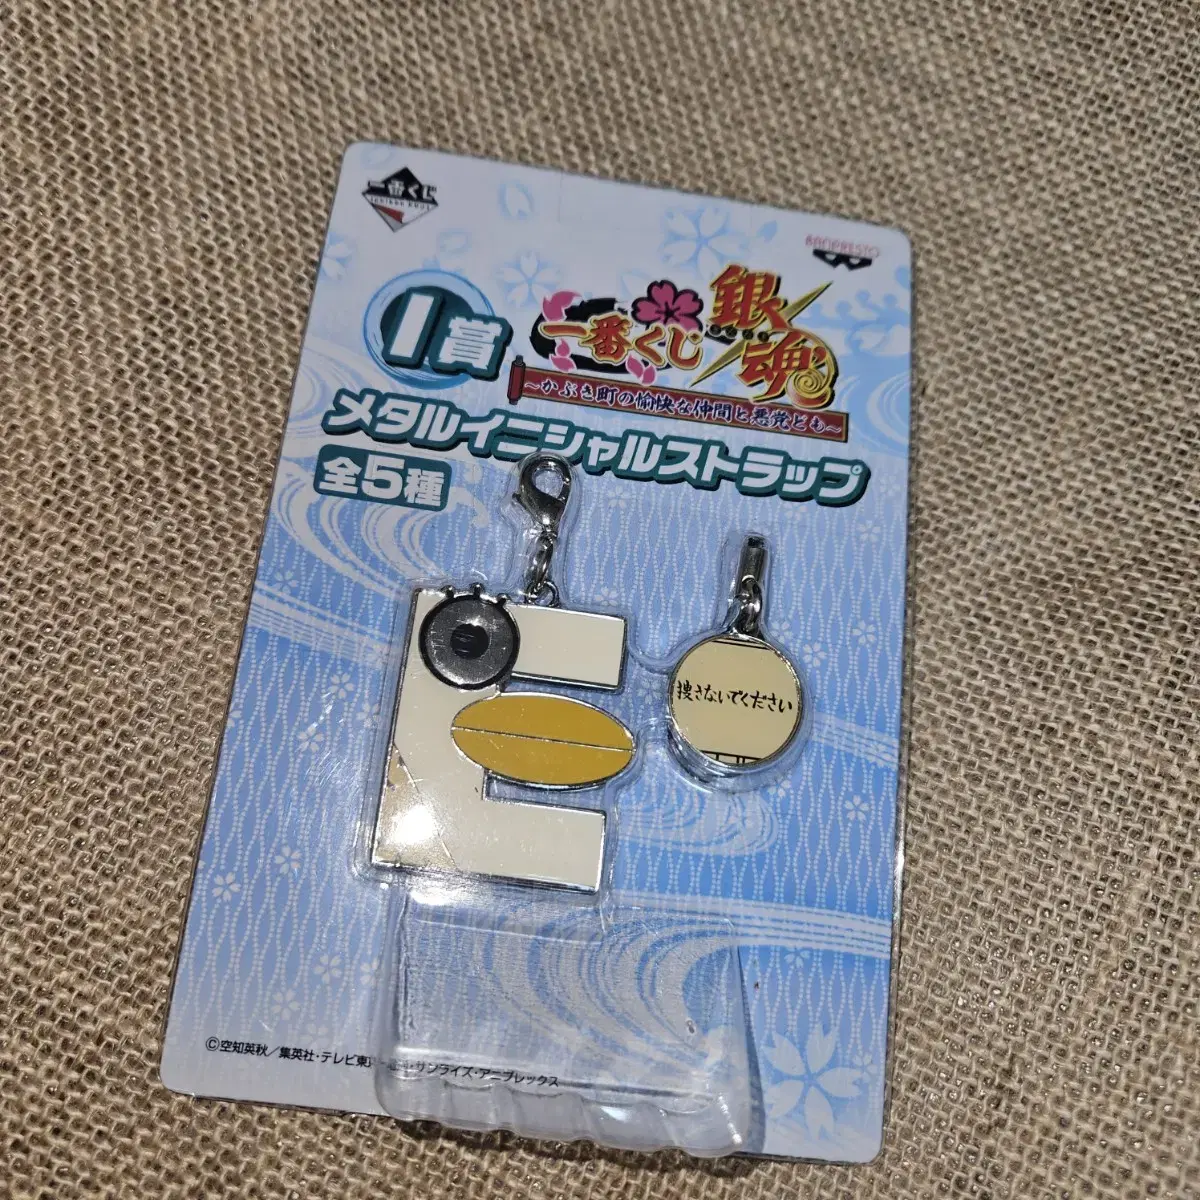 一番くじ
BANPRESTO
I賞
一番くじ 銀魂
～かぶき町の愉快な仲間と悪党ども～
メタルイニシャルストラップ
全5種
捜さないでください
©空知英秋／集英社・テレビ東
サンライズ・アニプレックス